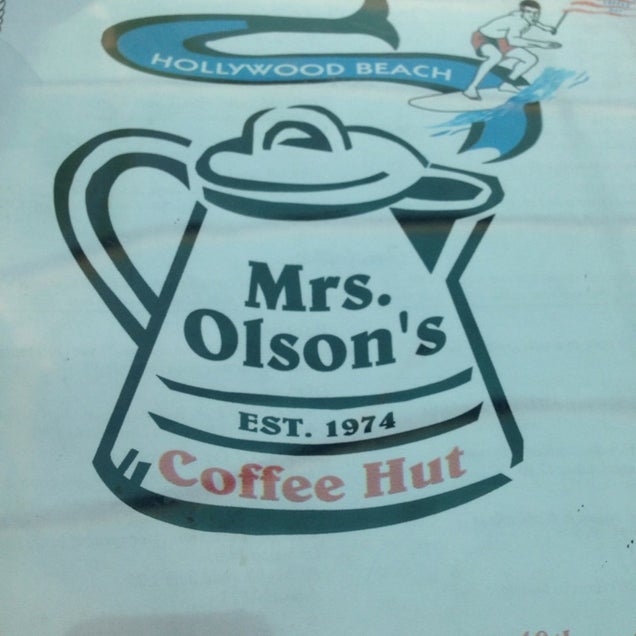 HOLLYWOOD BEACH
Mrs.
Olson's
EST. 1974
Coffee Hut